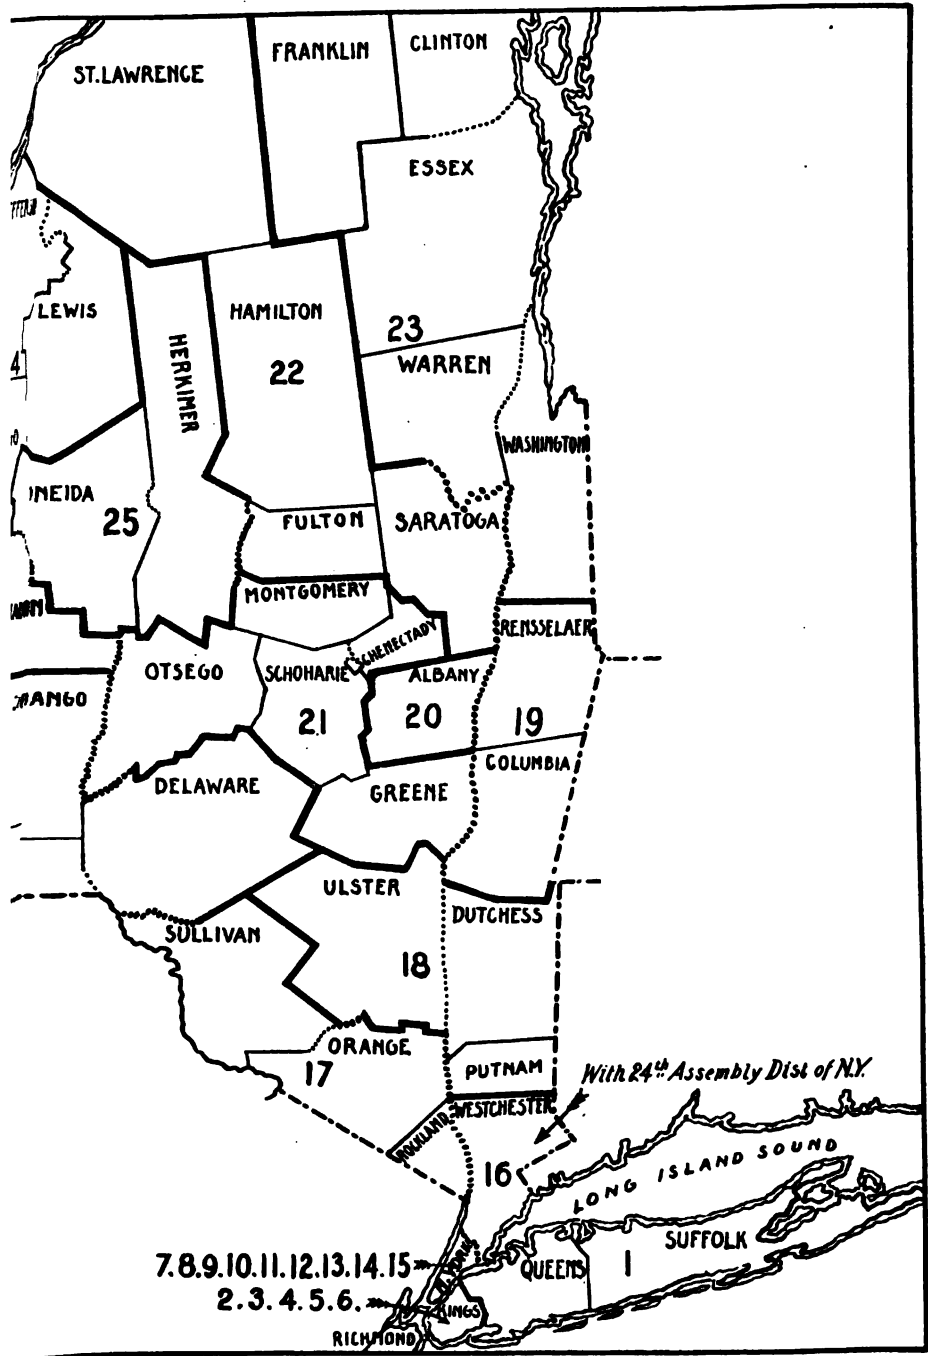 ST. LAWRENCE
FRANKLIN
CLINTON
ESSEX
LEWIS
HERKIMER
HAMILTON
22
23
WARREN
4
WASHINGTON
INEIDA
25
FULTON
SARATOGA
MONTGOMERY
RENSSELAER
SCHENECTADY
OTSEGO
SCHOHARIE
ALBANY
ANGO
21
20
19
COLUMBIA
DELAWARE
GREENE
ULSTER
DUTCHESS
SULLIVAN
18
ORANGE
17
PUTNAM
With 24th Assembly Dist of N.Y.
WESTCHESTER
ROCKLAND
16
LONG ISLAND SOUND
SUFFOLK
7.8.9.10.11.12.13.14.15
N. YORK
QUEENS
1
2.3.4.5.6.
KINGS
RICHMOND